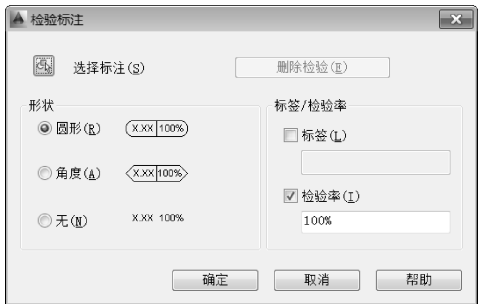 检验标注
选择标注(S) 删除检验(E)
形状
圆形(R) X.XX 100%
角度(A) X.XX 100%
无(N) X.XX 100%
标签/检验率
标签(L)
检验率(I)
100%
确定 取消 帮助